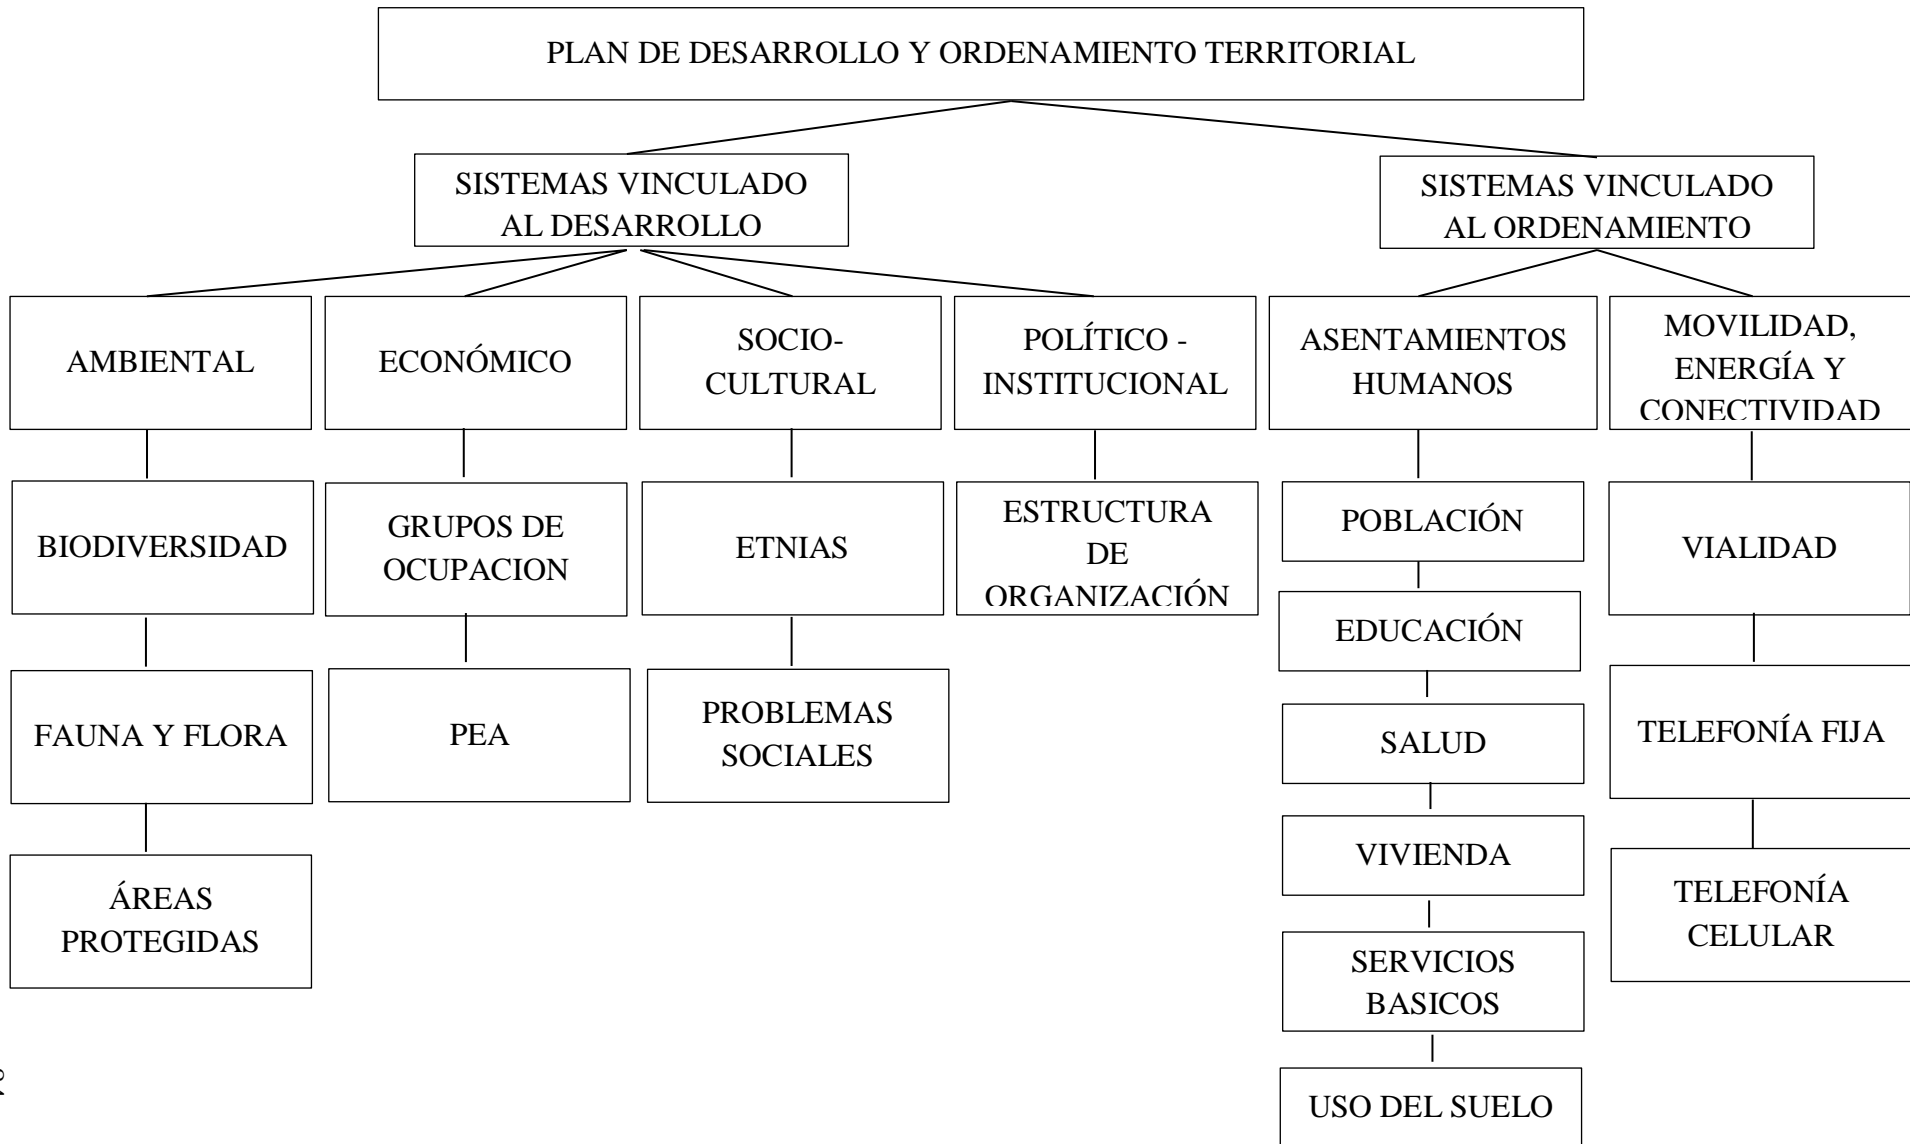 PLAN DE DESARROLLO Y ORDENAMIENTO TERRITORIAL
SISTEMAS VINCULADO
AL DESARROLLO
SISTEMAS VINCULADO
AL ORDENAMIENTO
AMBIENTAL
ECONÓMICO
SOCIO-
CULTURAL
POLÍTICO -
INSTITUCIONAL
ASENTAMIENTOS
HUMANOS
MOVILIDAD,
ENERGÍA Y
CONECTIVIDAD
BIODIVERSIDAD
GRUPOS DE
OCUPACION
ETNIAS
ESTRUCTURA
DE
ORGANIZACIÓN
POBLACIÓN
VIALIDAD
EDUCACIÓN
FAUNA Y FLORA
PEA
PROBLEMAS
SOCIALES
SALUD
TELEFONÍA FIJA
VIVIENDA
ÁREAS
PROTEGIDAS
TELEFONÍA
CELULAR
SERVICIOS
BASICOS
USO DEL SUELO